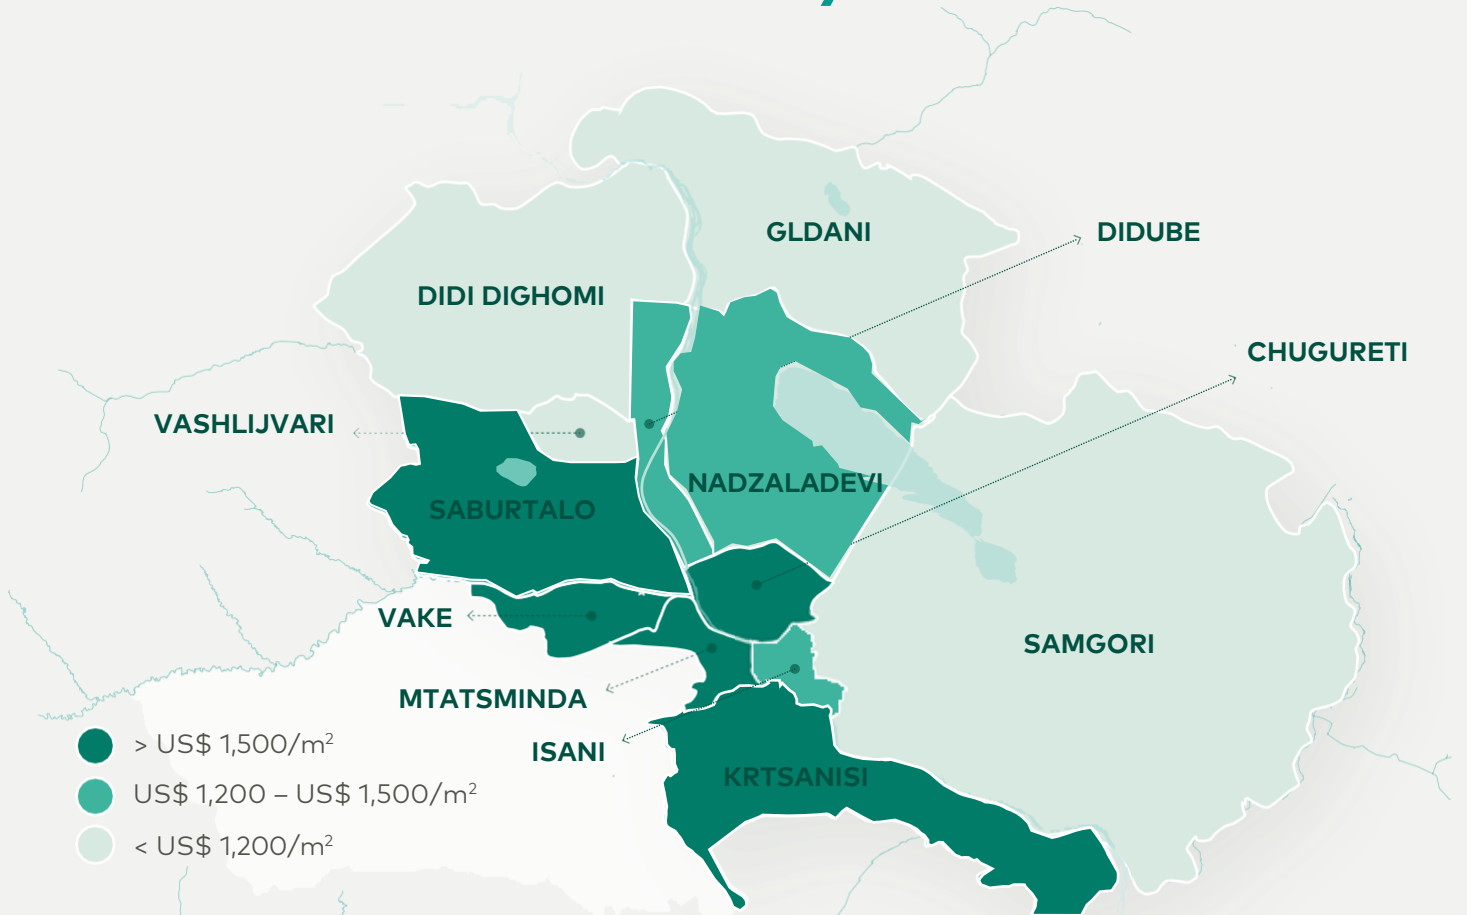 GLDANI
DIDUBE
DIDI DIGHOMI
CHUGURETI
VASHLIJVARI
NADZALADEVI
SABURTALO
VAKE
SAMGORI
MTATSMINDA
ISANI
KRTSANISI
> US$ 1,500/m²
US$ 1,200 – US$ 1,500/m²
< US$ 1,200/m²